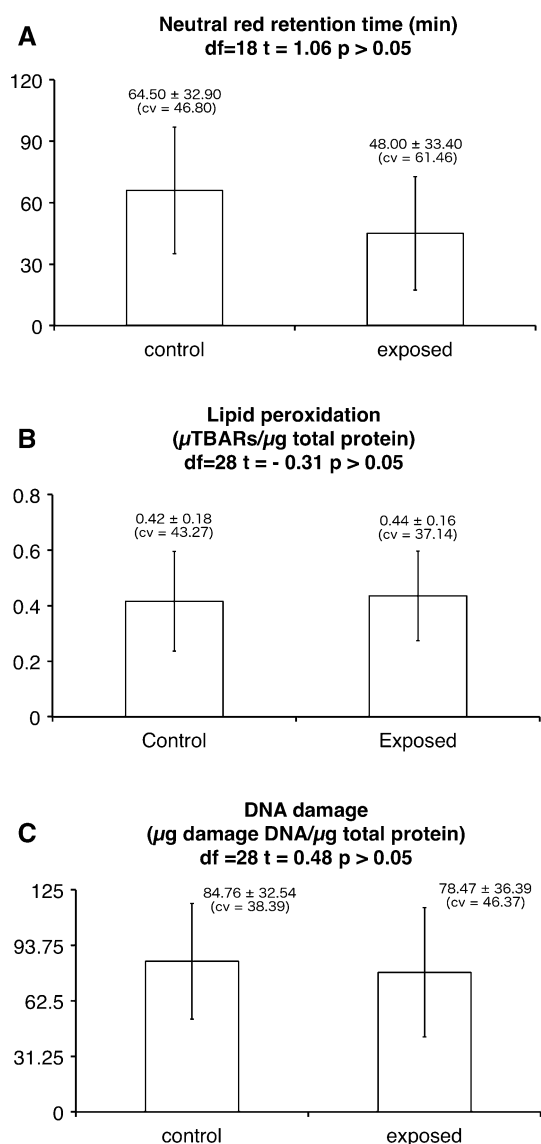 A
Neutral red retention time (min)
df=18 t = 1.06 p > 0.05
120
90
60
30
0
64.50 ± 32.90
(cv = 46.80)
48.00 ± 33.40
(cv = 61.46)
control
exposed
B
Lipid peroxidation
(µTBARs/µg total protein)
df=28 t = - 0.31 p > 0.05
0.8
0.6
0.4
0.2
0
0.42 ± 0.18
(cv = 43.27)
0.44 ± 0.16
(cv = 37.14)
Control
Exposed
C
DNA damage
(µg damage DNA/µg total protein)
df =28 t = 0.48 p > 0.05
125
93.75
62.5
31.25
0
84.76 ± 32.54
(cv = 38.39)
78.47 ± 36.39
(cv = 46.37)
control
exposed